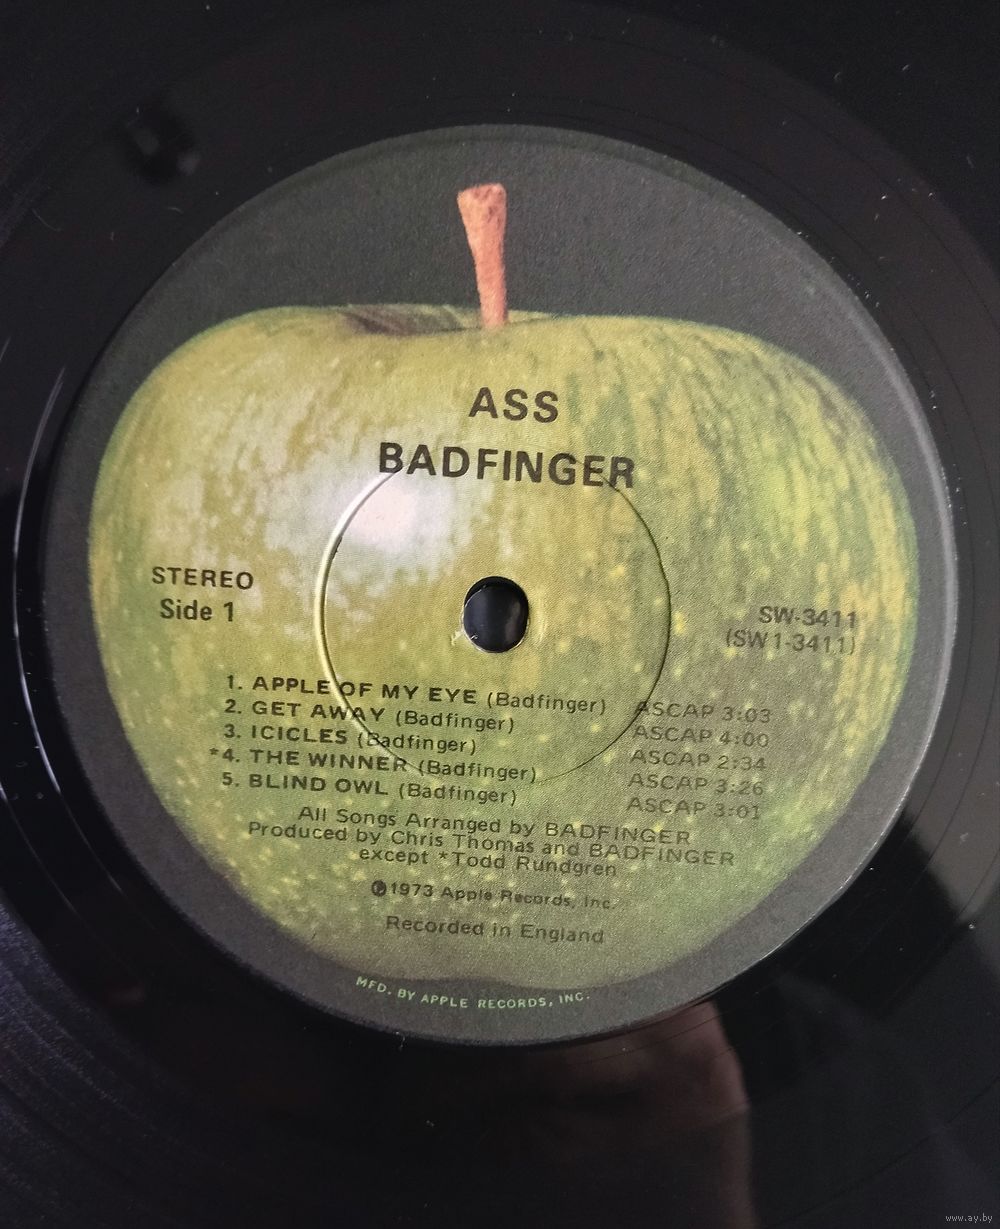 ASS
BADFINGER
STEREO
Side 1
SW-3411
(SW1-3411)
1. APPLE OF MY EYE (Badfinger) ASCAP 3:03
2. GET AWAY (Badfinger) ASCAP 4:00
3. ICICLES (Badfinger) ASCAP 2:34
*4. THE WINNER (Badfinger) ASCAP 3:26
5. BLIND OWL (Badfinger) ASCAP 3:01
All Songs Arranged by BADFINGER
Produced by Chris Thomas and BADFINGER
except *Todd Rundgren
℗1973 Apple Records, Inc.
Recorded in England
MFD. BY APPLE RECORDS, INC.
www.ay.by